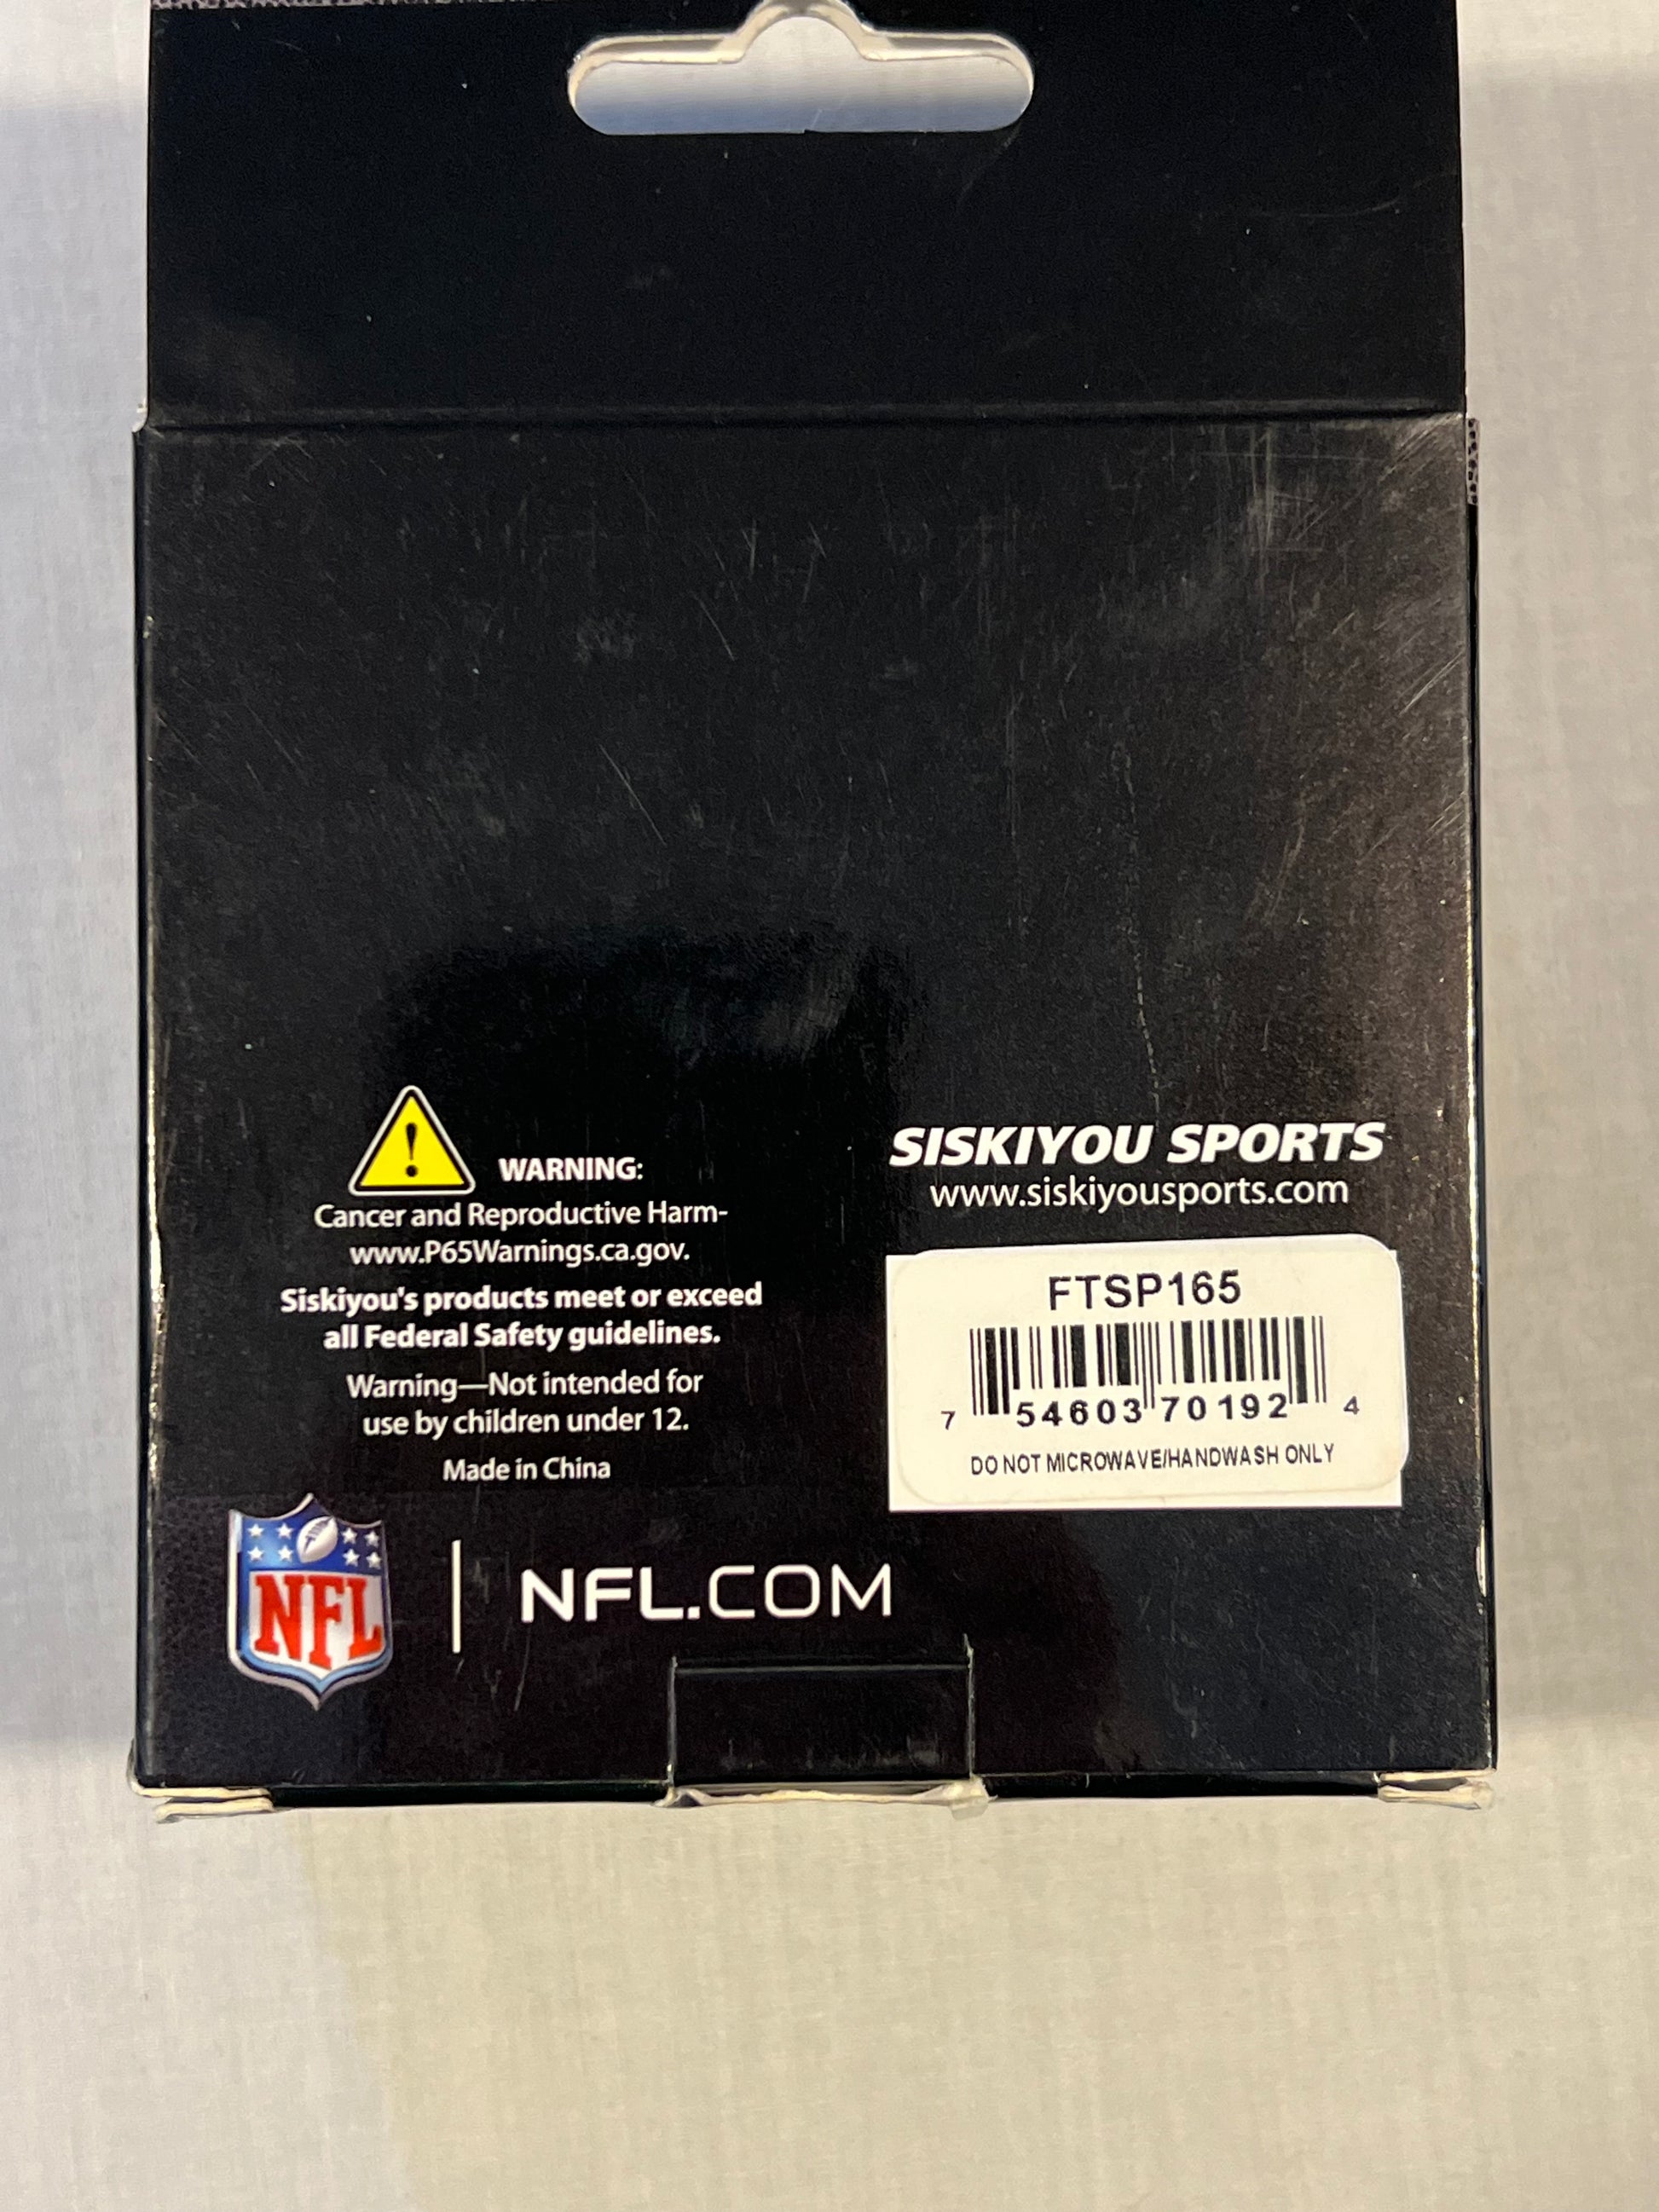 WARNING:
Cancer and Reproductive Harm-
www.P65Warnings.ca.gov.
Siskiyou's products meet or exceed
all Federal Safety guidelines.
Warning—Not intended for
use by children under 12.
Made in China
SISKIYOU SPORTS
www.siskiyousports.com
FTSP165
7 54603 70192 4
DO NOT MICROWAVE/HANDWASH ONLY
NFL
NFL.COM